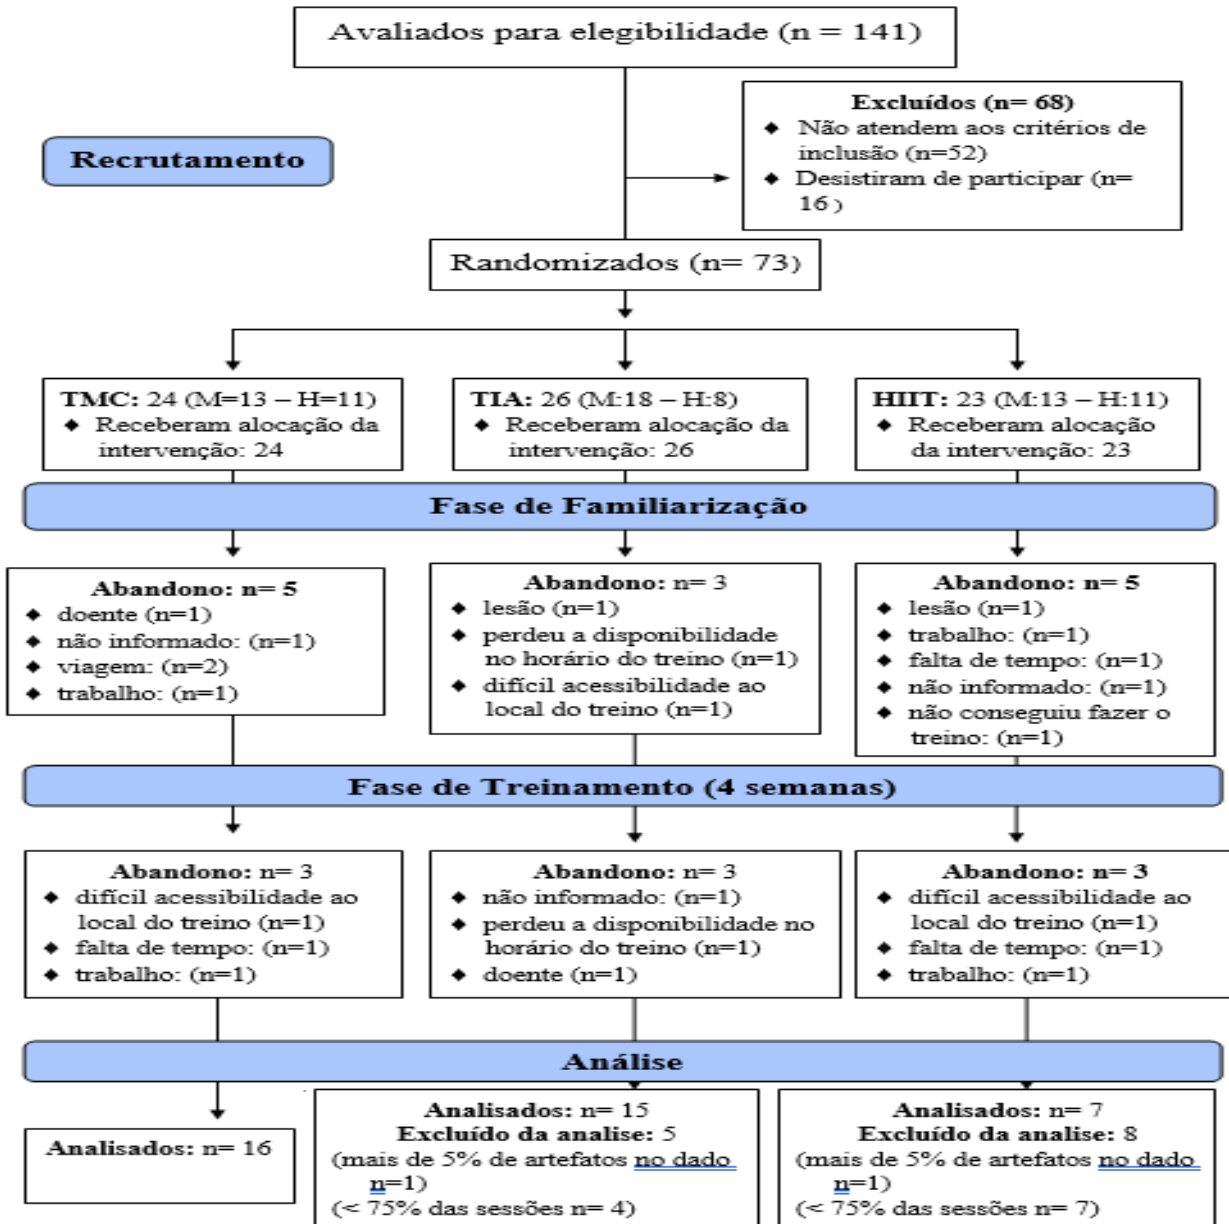 Avaliados para elegibilidade (n = 141)
Excluídos (n= 68)
◆ Não atendem aos critérios de
inclusão (n=52)
◆ Desistiram de participar (n=
16)
Recrutamento
Randomizados (n= 73)
TMC: 24 (M=13 – H=11)
◆ Receberam alocação da
intervenção: 24
TIA: 26 (M:18 – H:8)
◆ Receberam alocação da
intervenção: 26
HIIT: 23 (M:13 – H:11)
◆ Receberam alocação
da intervenção: 23
Fase de Familiarização
Abandono: n= 5
◆ doente (n=1)
◆ não informado: (n=1)
◆ viagem: (n=2)
◆ trabalho: (n=1)
Abandono: n= 3
◆ lesão (n=1)
◆ perdeu a disponibilidade
no horário do treino (n=1)
◆ difícil acessibilidade ao
local do treino (n=1)
Abandono: n= 5
◆ lesão (n=1)
◆ trabalho: (n=1)
◆ falta de tempo: (n=1)
◆ não informado: (n=1)
◆ não conseguiu fazer o
treino: (n=1)
Fase de Treinamento (4 semanas)
Abandono: n= 3
◆ difícil acessibilidade ao
local do treino (n=1)
◆ falta de tempo: (n=1)
◆ trabalho: (n=1)
Abandono: n= 3
◆ não informado: (n=1)
◆ perdeu a disponibilidade no
horário do treino (n=1)
◆ doente (n=1)
Abandono: n= 3
◆ difícil acessibilidade ao
local do treino (n=1)
◆ falta de tempo: (n=1)
◆ trabalho: (n=1)
Análise
Analisados: n= 16
Analisados: n= 15
Excluído da analise: 5
(mais de 5% de artefatos no dado
n=1)
(< 75% das sessões n= 4)
Analisados: n= 7
Excluído da analise: 8
(mais de 5% de artefatos no dado
n=1)
(< 75% das sessões n= 7)